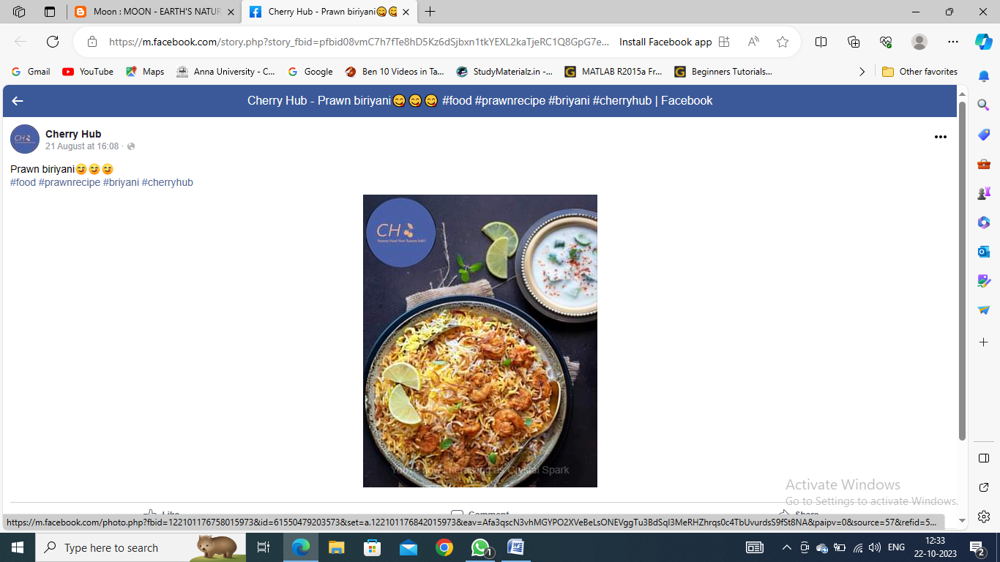 Moon : MOON - EARTH'S NATUR
Cherry Hub - Prawn biriyani😋😋
https://m.facebook.com/story.php?story_fbid=pfbid08vmC7h7fTe8hD5Kz6dSjbxn1tkYEXL2kaTjeRC1Q8GpG7e...
Install Facebook app
Gmail YouTube Maps Anna University - C... Google Ben 10 Videos in Ta... StudyMaterialz.in -... MATLAB R2015a Fr... Beginners Tutorials... Other favorites
Cherry Hub - Prawn biriyani😋😋😋 #food #prawnrecipe #briyani #cherryhub | Facebook
CH
Cherry Hub
21 August at 16:08 ·
Prawn biriyani😋😋😋
#food #prawnrecipe #briyani #cherryhub
CH
You're now interacting as Crystal Spark
Activate Windows
Go to Settings to activate Windows.
Like Comment Share
https://m.facebook.com/photo.php?fbid=122101176758015973&id=61550479203573&set=a.122101176842015973&eav=Afa3qscN3vhMGYPO2XVeBeLsONEVggTu3BdSqI3MeRHZhrqs0c4TbUvurdsS9fSt8NA&paipv=0&source=57&refid=5...
Type here to search
1
ENG
12:33
22-10-2023
2